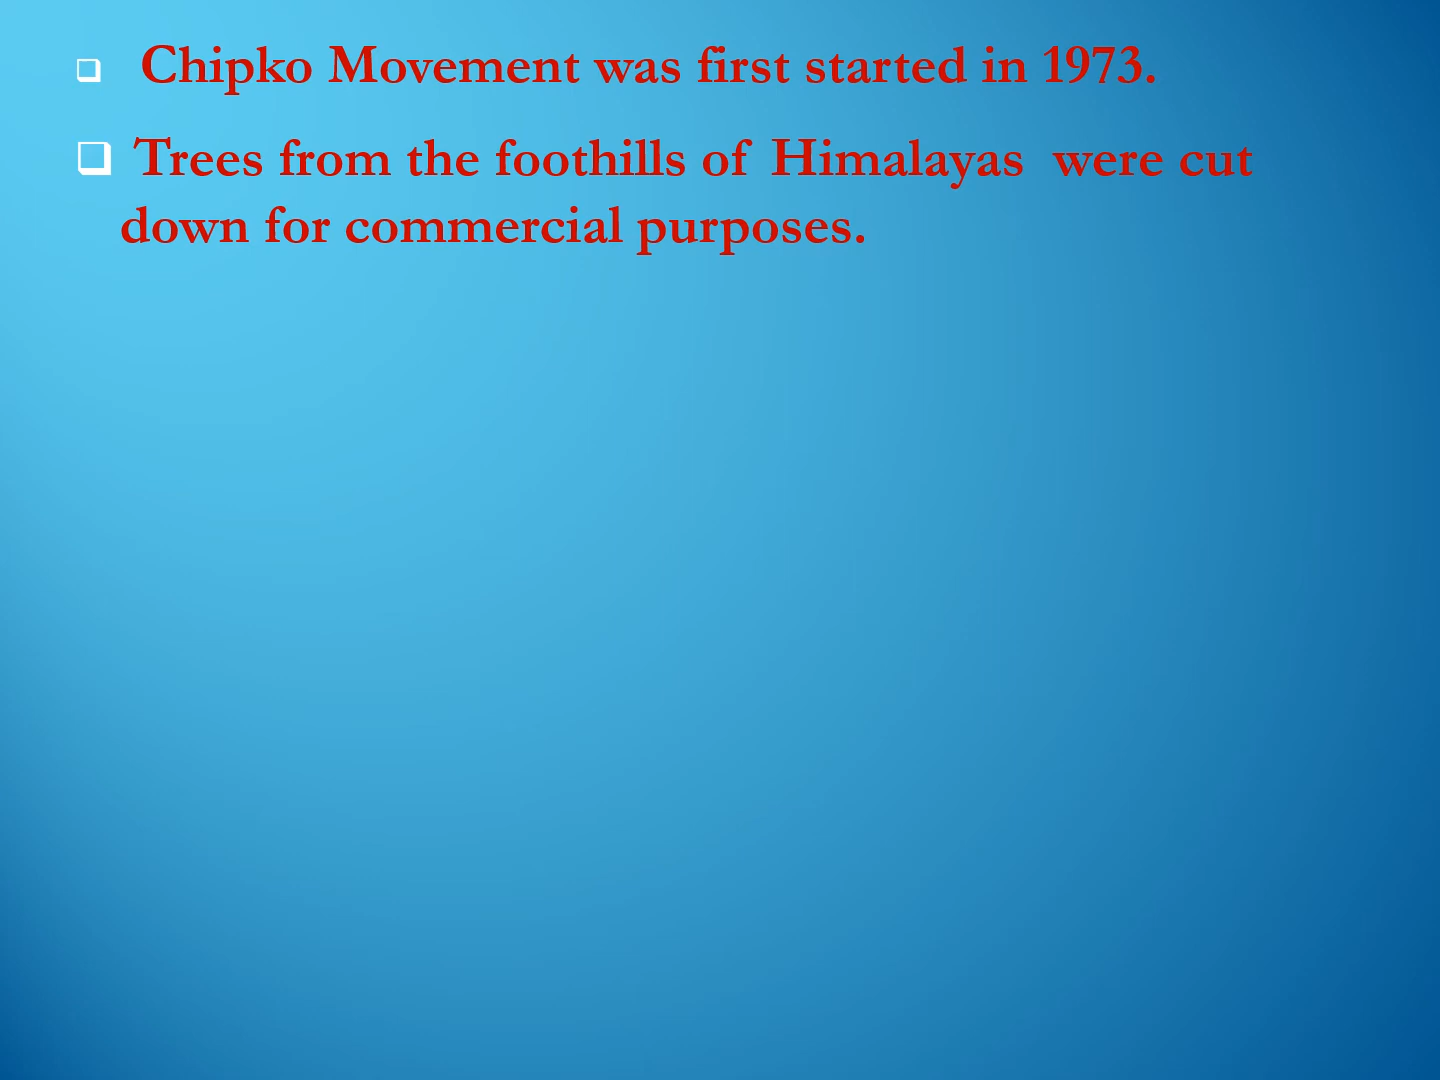 Chipko Movement was first started in 1973.
Trees from the foothills of Himalayas were cut
down for commercial purposes.